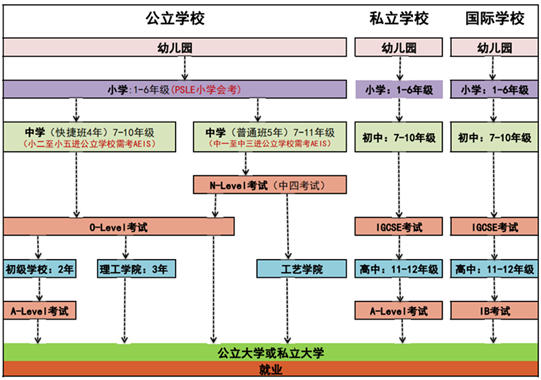 公立学校 私立学校 国际学校
幼儿园 幼儿园 幼儿园
小学:1-6年级(PSLE小学会考) 小学：1-6年级 小学：1-6年级
中学（快捷班4年）7-10年级
(小二至小五进公立学校需考AEIS)
中学（普通班5年）7-11年级
(中一至中三进公立学校需考AEIS)
初中：7-10年级 初中：7-10年级
N-Level考试（中四考试）
O-Level考试 IGCSE考试 IGCSE考试
初级学校：2年 理工学院：3年 工艺学院 高中：11-12年级 高中：11-12年级
A-Level考试 A-Level考试 IB考试
公立大学或私立大学
就业